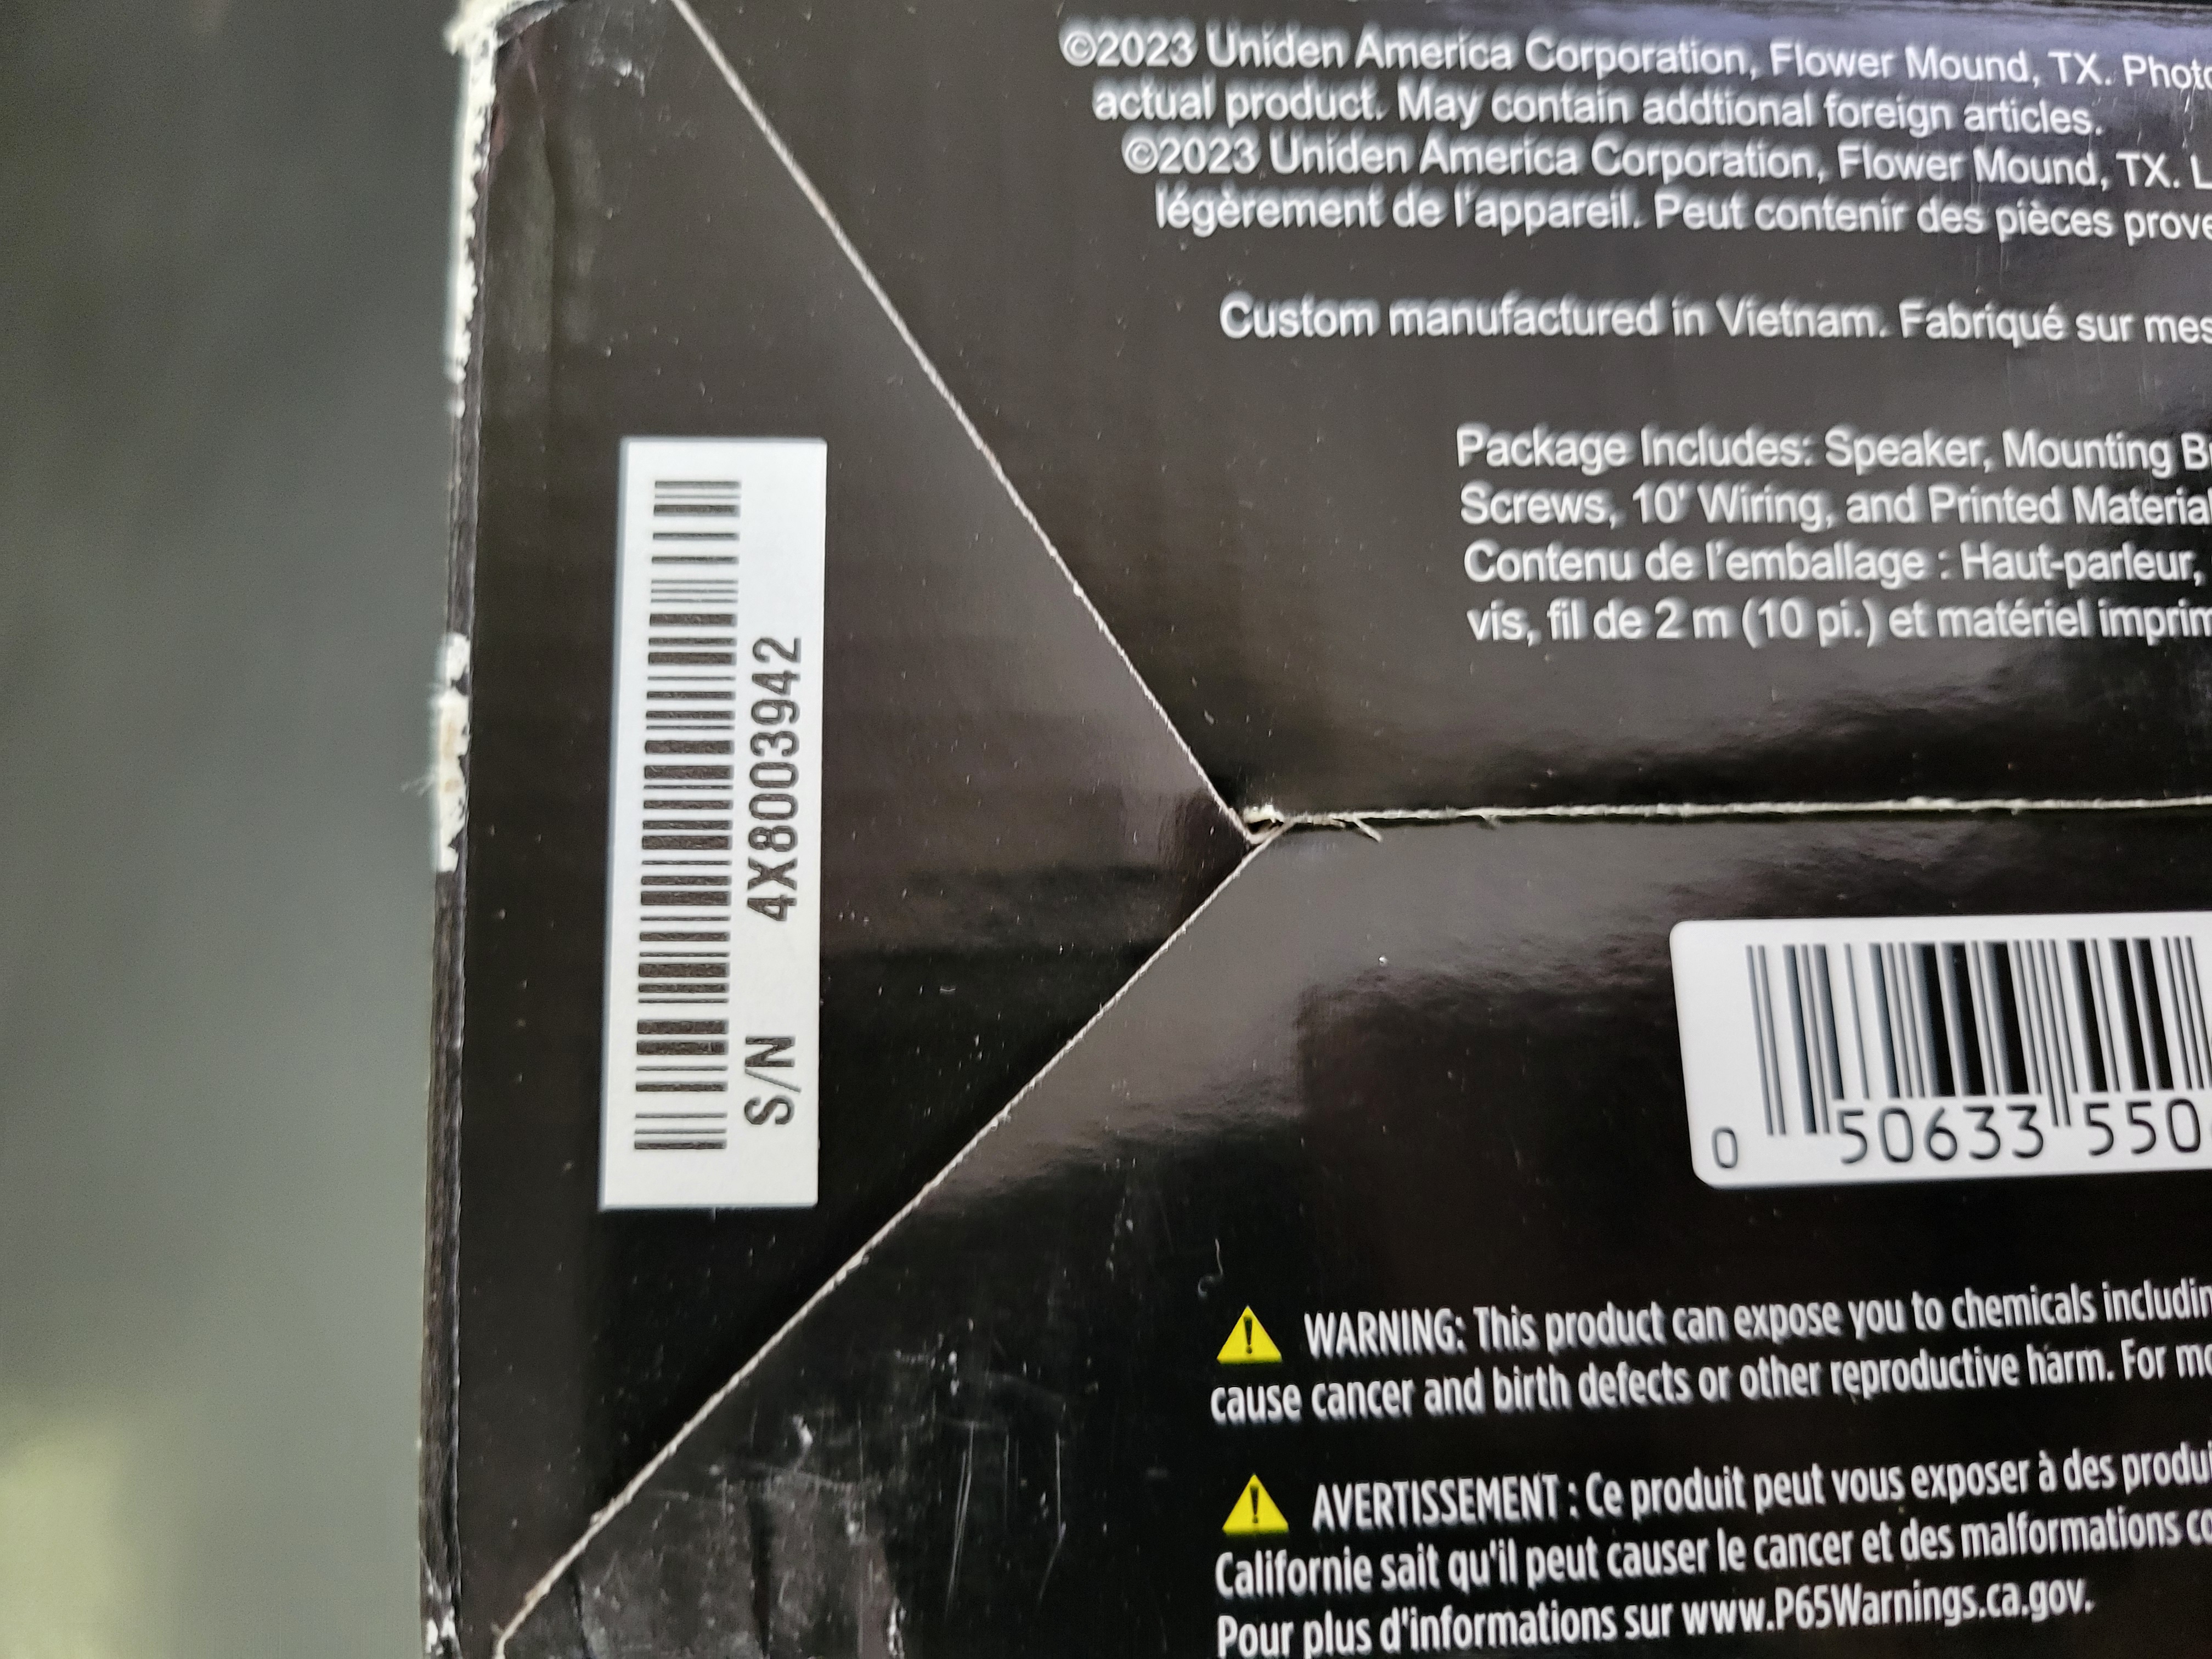 ©2023 Uniden America Corporation, Flower Mound, TX.
actual product. May contain addtional foreign articles.
©2023 Uniden America Corporation, Flower Mound, TX.
légèrement de l'appareil. Peut contenir des pièces
Custom manufactured in Vietnam. Fabriqué sur
Package Includes: Speaker, Mounting
Screws, 10' Wiring, and Printed
Contenu de l'emballage : Haut-parleur,
vis, fil de 2 m (10 pi.) et matériel
S/N 4X8003942
0 50633 550
WARNING: This product can expose you to chemicals
cause cancer and birth defects or other reproductive harm. For
AVERTISSEMENT : Ce produit peut vous exposer à des
Californie sait qu'il peut causer le cancer et des malformations
Pour plus d'informations sur www.P65Warnings.ca.gov.